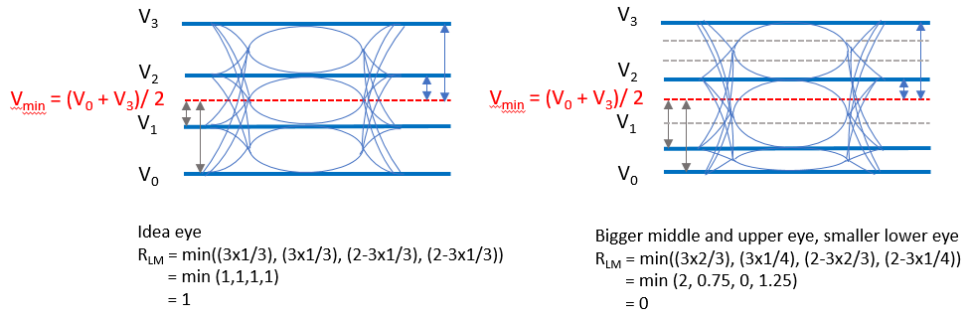 V3
V2
Vmin = (V0 + V3)/ 2
V1
V0
Idea eye
RLM = min((3x1/3), (3x1/3), (2-3x1/3), (2-3x1/3))
= min (1,1,1,1)
= 1
V3
V2
Vmin = (V0 + V3)/ 2
V1
V0
Bigger middle and upper eye, smaller lower eye
RLM = min((3x2/3), (3x1/4), (2-3x2/3), (2-3x1/4))
= min (2, 0.75, 0, 1.25)
= 0